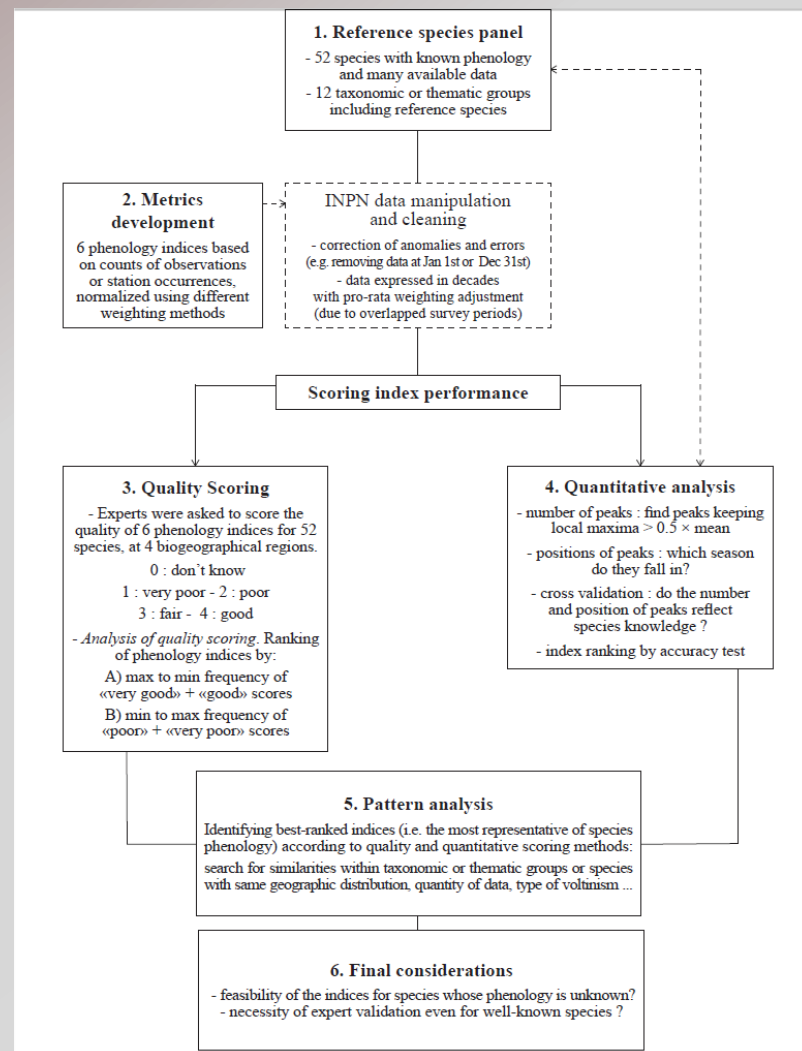 1. Reference species panel
- 52 species with known phenology
and many available data
- 12 taxonomic or thematic groups
including reference species
2. Metrics
development
6 phenology indices based
on counts of observations
or station occurrences,
normalized using different
weighting methods
INPN data manipulation
and cleaning
- correction of anomalies and errors
(e.g. removing data at Jan 1st or Dec 31st)
- data expressed in decades
with pro-rata weighting adjustment
(due to overlapped survey periods)
Scoring index performance
3. Quality Scoring
- Experts were asked to score the
quality of 6 phenology indices for 52
species, at 4 biogeographical regions.
0 : don't know
1 : very poor - 2 : poor
3 : fair - 4 : good
- Analysis of quality scoring. Ranking
of phenology indices by:
A) max to min frequency of
«very good» + «good» scores
B) min to max frequency of
«poor» + «very poor» scores
4. Quantitative analysis
- number of peaks : find peaks keeping
local maxima > 0.5 × mean
- positions of peaks : which season
do they fall in?
- cross validation : do the number
and position of peaks reflect
species knowledge ?
- index ranking by accuracy test
5. Pattern analysis
Identifying best-ranked indices (i.e. the most representative of species
phenology) according to quality and quantitative scoring methods:
search for similarities within taxonomic or thematic groups or species
with same geographic distribution, quantity of data, type of voltinism ...
6. Final considerations
- feasibility of the indices for species whose phenology is unknown?
- necessity of expert validation even for well-known species ?